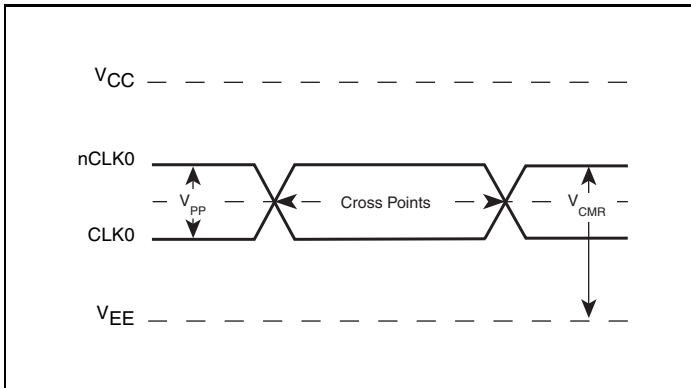 VCC
nCLK0
VPP
Cross Points
VCMR
CLK0
VEE